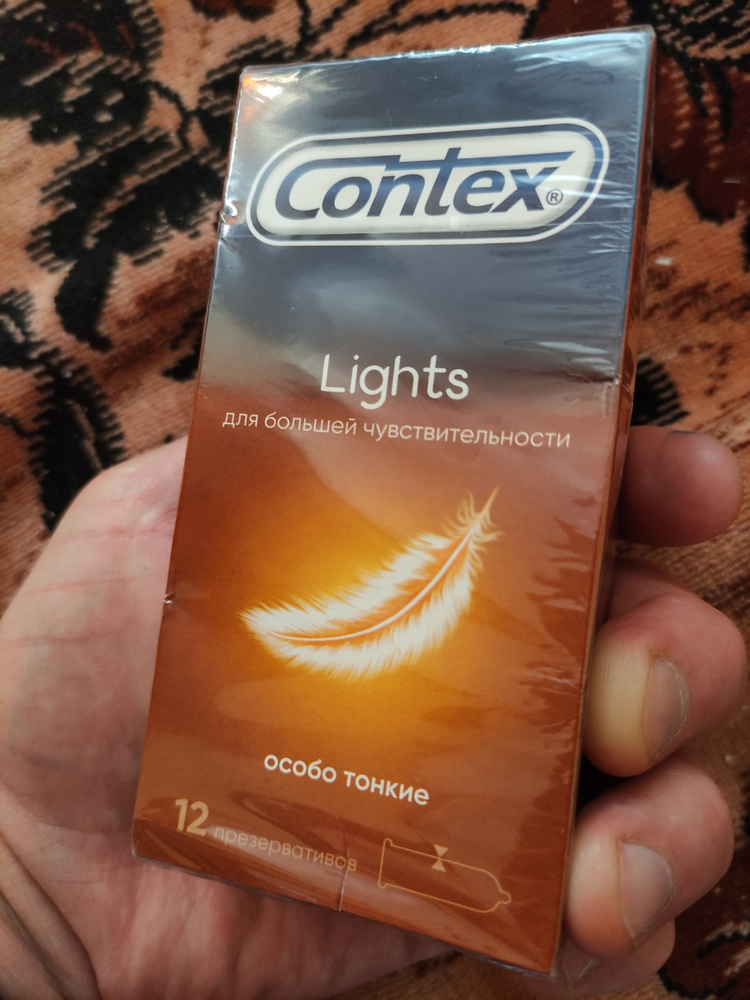 Contex®
Lights
для большей чувствительности
особо тонкие
12 презервативов